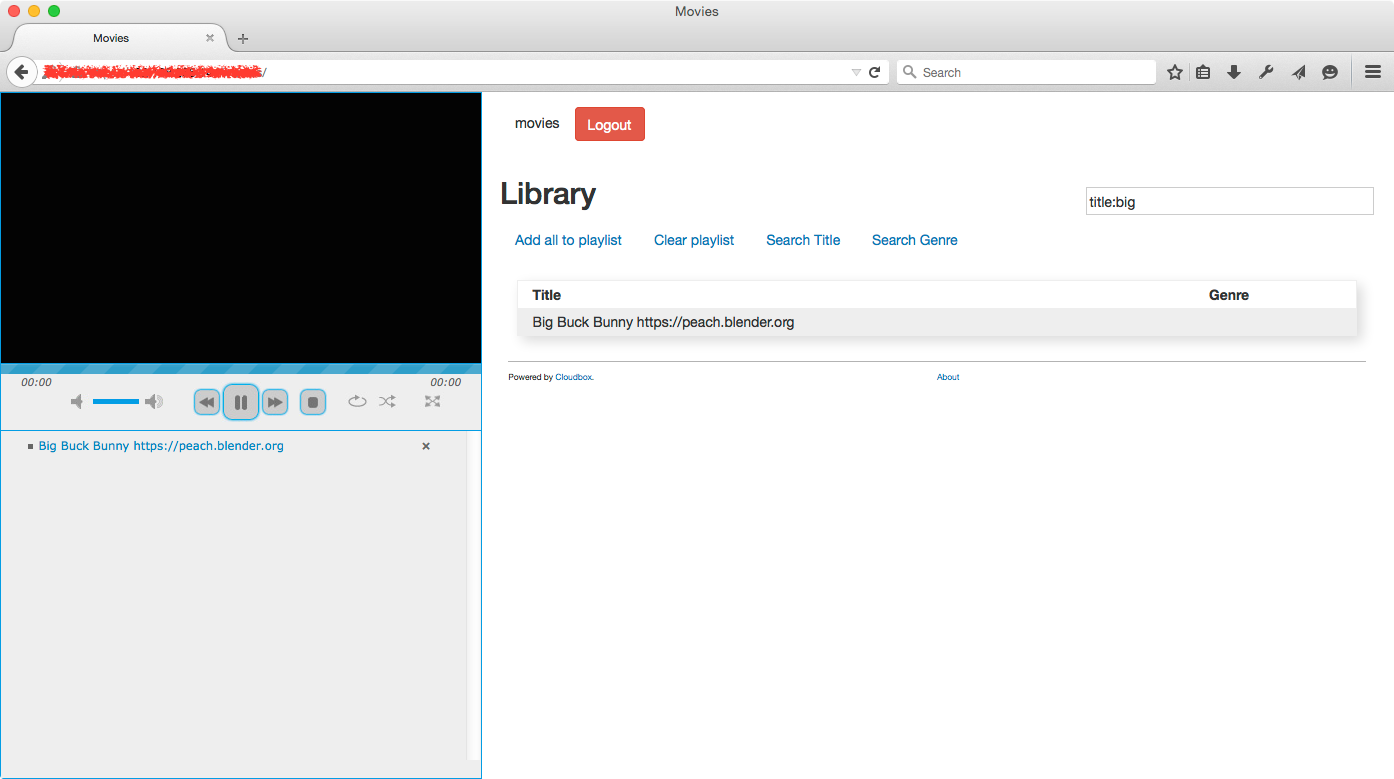 Movies
Movies
/
Search
movies Logout
Library
title:big
Add all to playlist Clear playlist Search Title Search Genre
Title Genre
Big Buck Bunny https://peach.blender.org
Powered by Cloudbox. About
00:00 00:00
Big Buck Bunny https://peach.blender.org